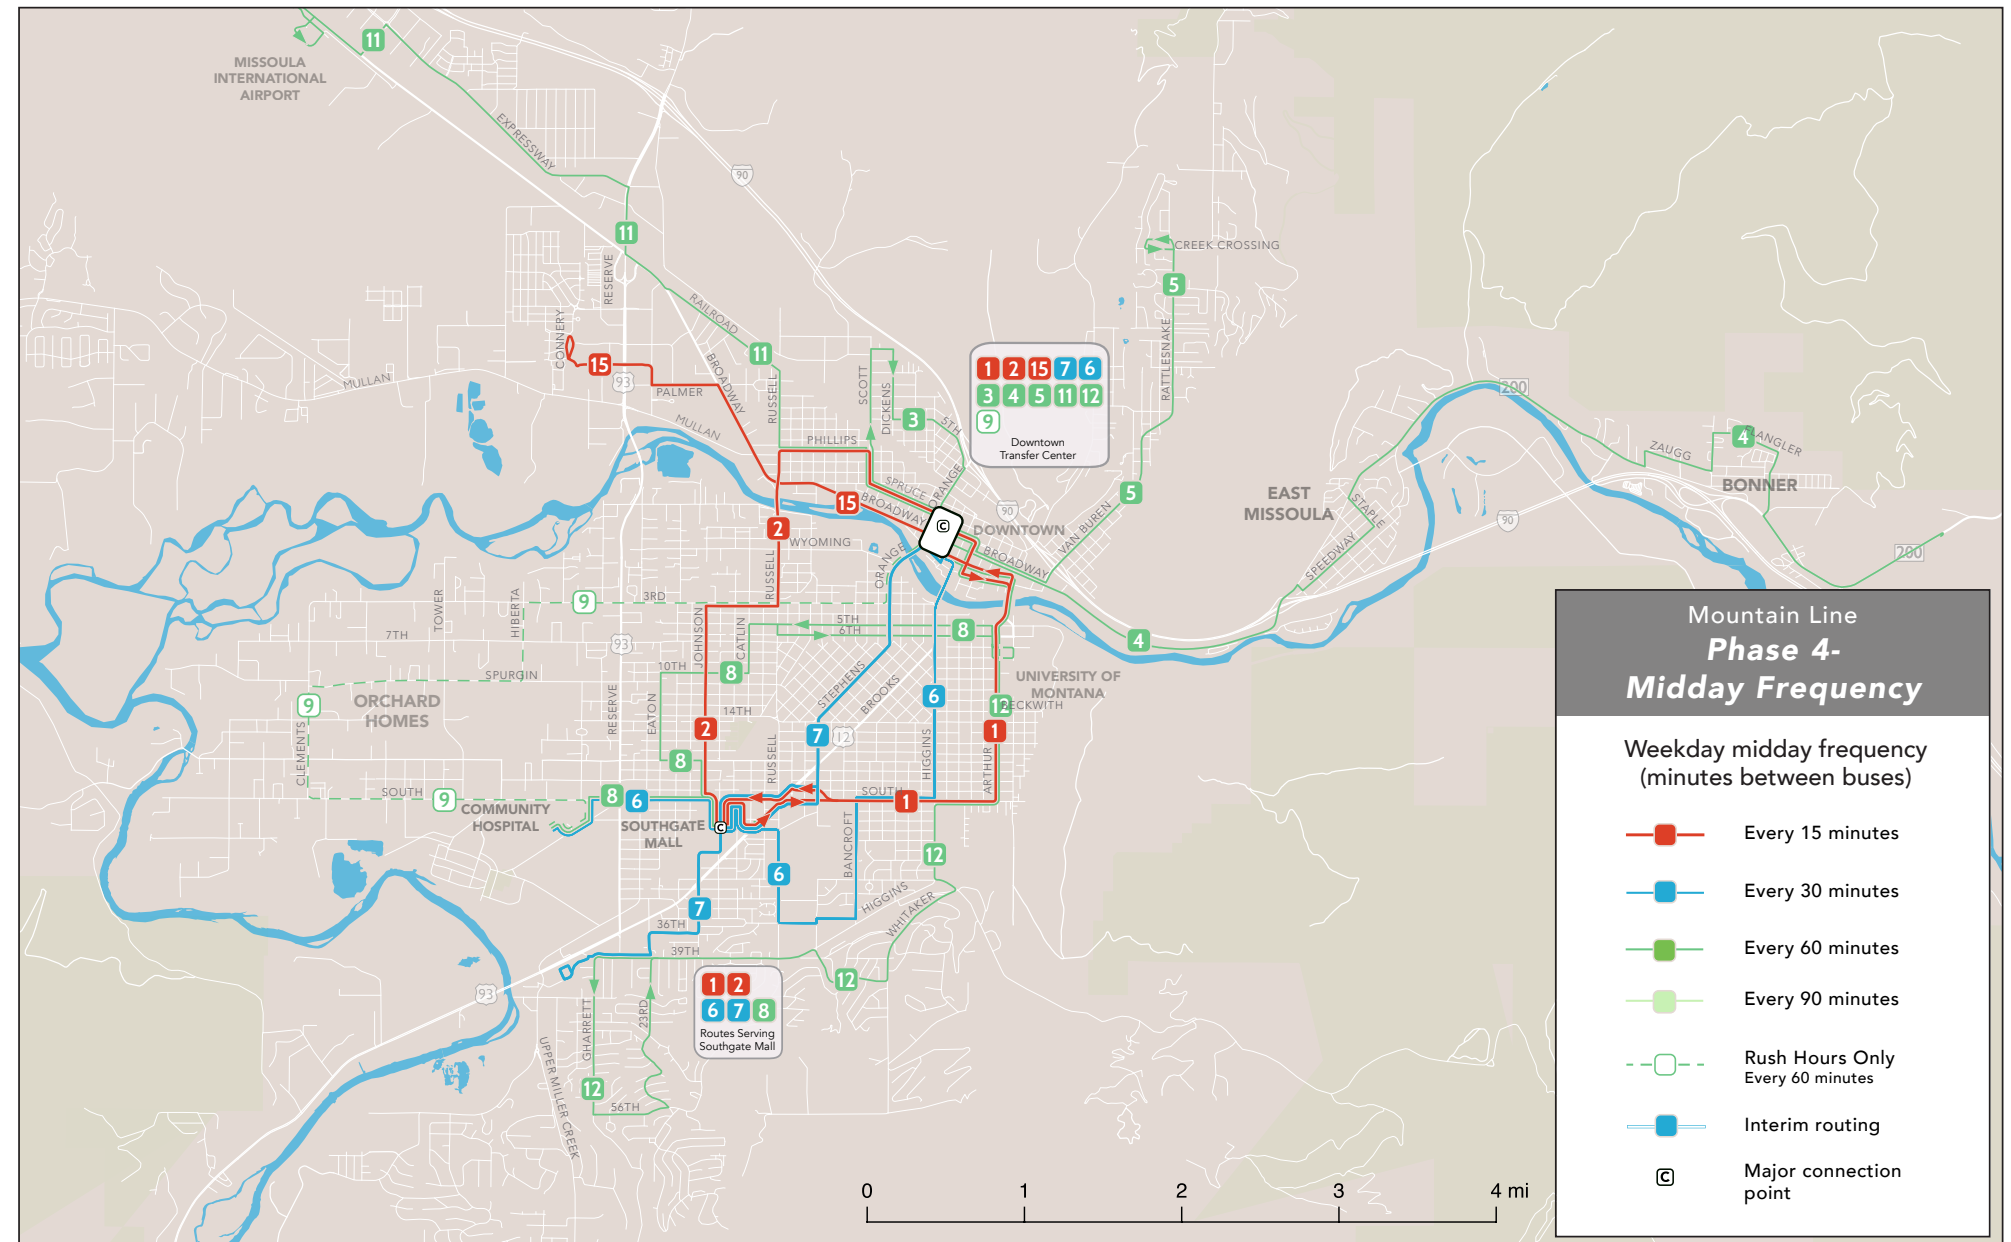 11
MISSOULA
INTERNATIONAL
AIRPORT
EXPRESSWAY
90
11
RESERVE
CREEK CROSSING
5
RATTLESNAKE
RAILROAD
CONNERY
15
93
MULLAN
PALMER
BROADWAY
11
RUSSELL
MULLAN
PHILLIPS
SCOTT
DICKENS
3
5TH
ORANGE
SPRUCE
BROADWAY
15
2
WYOMING
RUSSELL
ORANGE
1 2 15 7 6
3 4 5 11 12
9
Downtown
Transfer Center
C
DOWNTOWN
90
BROADWAY
VAN BUREN
5
EAST
MISSOULA
STAPLE
SPEEDWAY
90
200
ZAUGG
4
BONNER
200
4
TOWER
HIBERTA
9
3RD
7TH
93
JOHNSON
CATLIN
5TH
6TH
8
10TH
8
SPURGIN
ORCHARD
HOMES
9
CLEMENTS
RESERVE
EATON
14TH
2
8
RUSSELL
STEPHENS
BROOKS
7
12
6
HIGGINS
UNIVERSITY OF
MONTANA
12
BECKWITH
1
ARTHUR
SOUTH
9
COMMUNITY
HOSPITAL
8
6
SOUTHGATE
MALL
C
SOUTH
1
BANCROFT
12
6
HIGGINS
WHITAKER
7
36TH
39TH
12
93
GHARRETT
23RD
UPPER MILLER CREEK
12
56TH
1 2
6 7 8
Routes Serving
Southgate Mall
0 1 2 3 4 mi
Mountain Line
Phase 4-
Midday Frequency
Weekday midday frequency
(minutes between buses)
Every 15 minutes
Every 30 minutes
Every 60 minutes
Every 90 minutes
Rush Hours Only
Every 60 minutes
Interim routing
C
Major connection
point